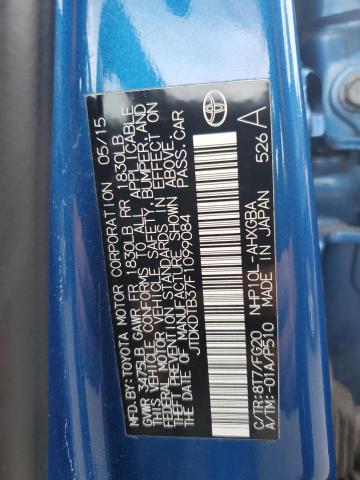 MFD.BY: TOYOTA MOTOR CORPORATION 05/15
GVWR 3475LB GAWR FR 1830LB RR 1830LB
THIS VEHICLE CONFORMS TO ALL APPLICABLE
FEDERAL MOTOR VEHICLE SAFETY, BUMPER, AND
THEFT PREVENTION STANDARDS IN EFFECT ON
THE DATE OF MANUFACTURE SHOWN ABOVE.
JTDKDTB37F1099084 PASS.CAR
C/TR: 8T7/FG20 NHP10L-AHXGBA
A/TM: -01A/P510 MADE IN JAPAN 526 A
TOYOTA